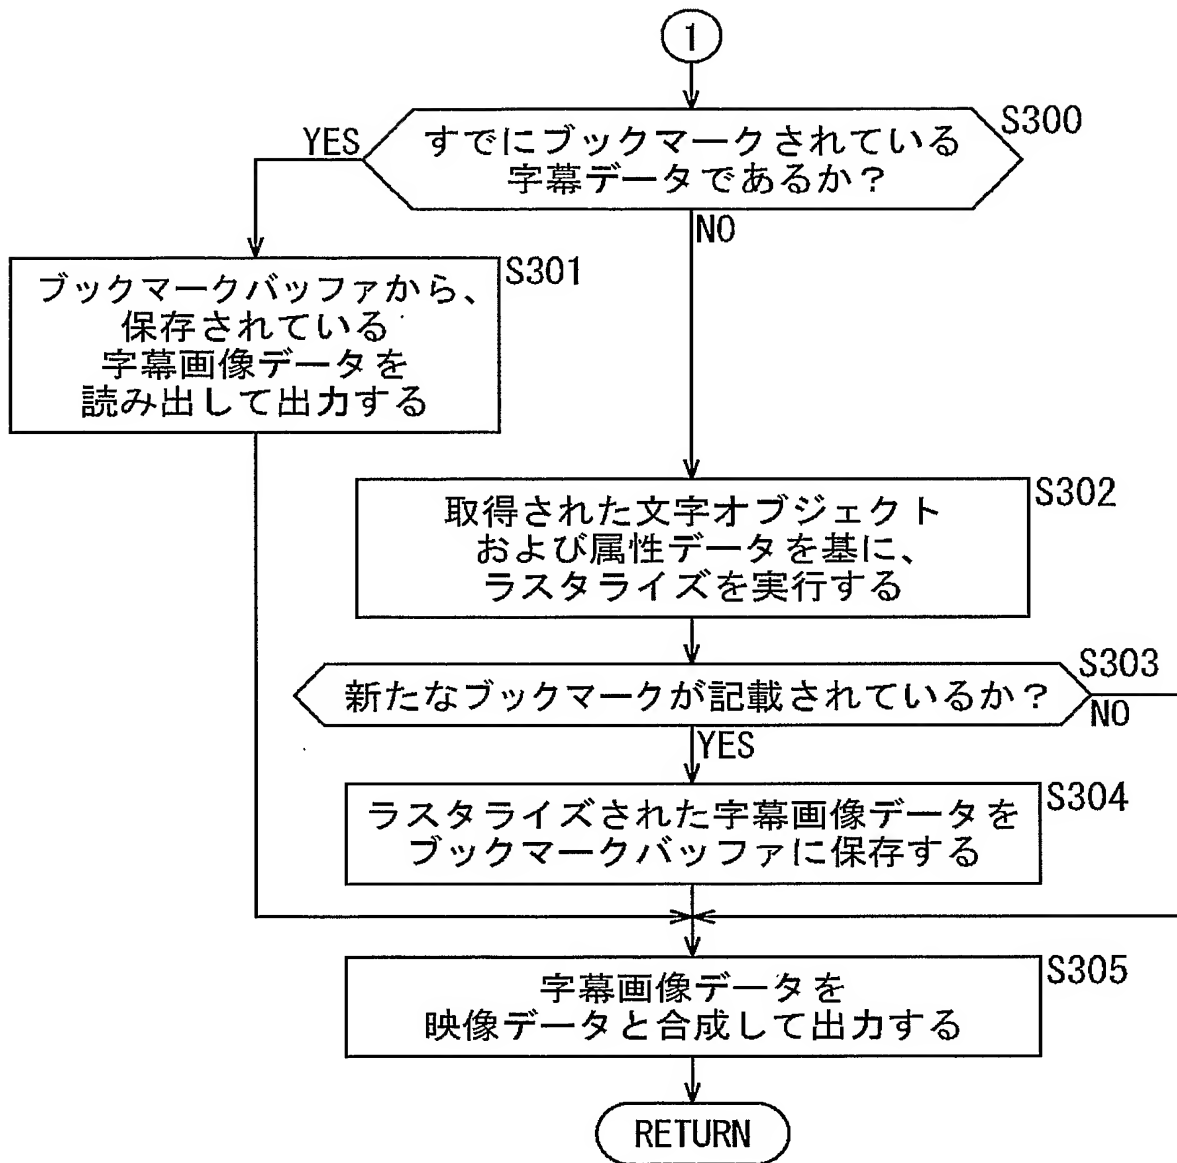 1
すでにブックマークされている
字幕データであるか？
S300
YES
NO
ブックマークバッファから、
保存されている
字幕画像データを
読み出して出力する
S301
取得された文字オブジェクト
および属性データを基に、
ラスタライズを実行する
S302
新たなブックマークが記載されているか？
S303
NO
YES
ラスタライズされた字幕画像データを
ブックマークバッファに保存する
S304
字幕画像データを
映像データと合成して出力する
S305
RETURN